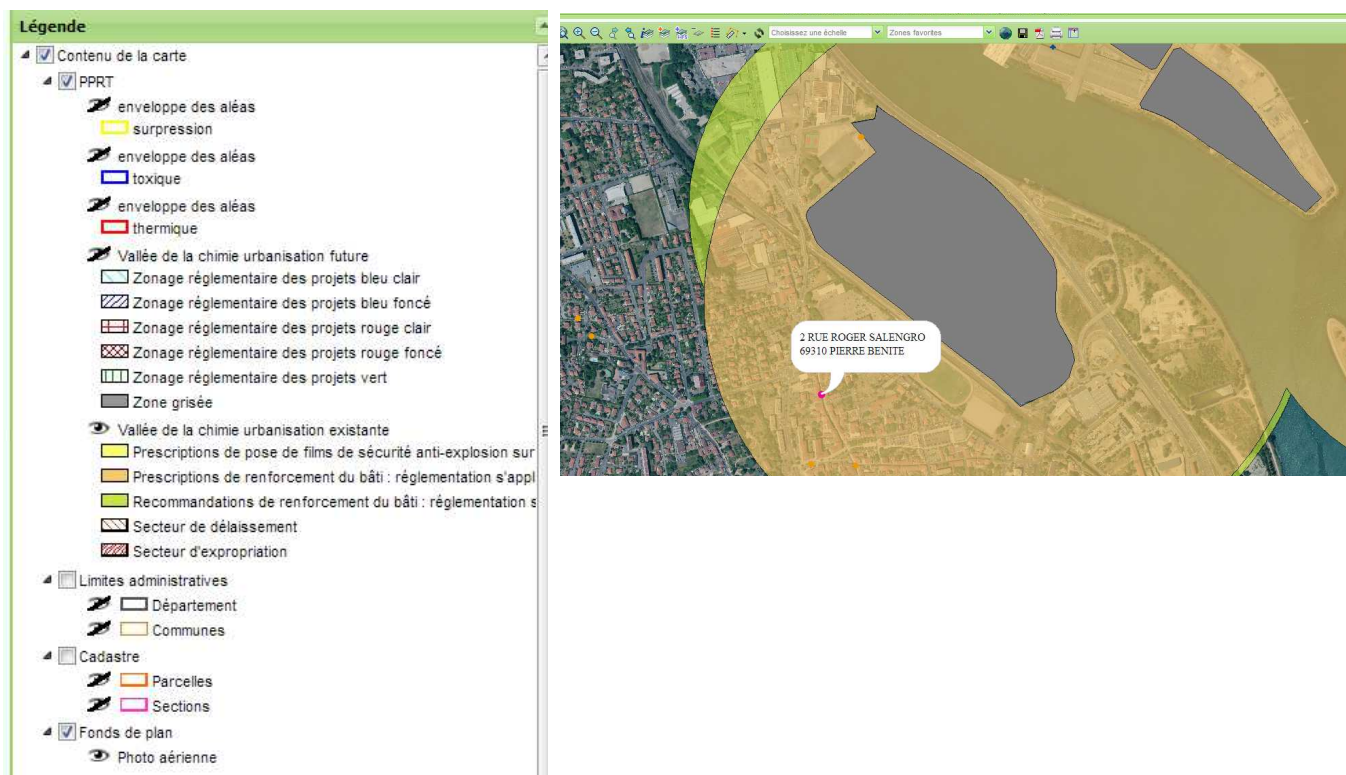 Légende
Contenu de la carte
PPRT
enveloppe des aléas
surpression
enveloppe des aléas
toxique
enveloppe des aléas
thermique
Vallée de la chimie urbanisation future
Zonage réglementaire des projets bleu clair
Zonage réglementaire des projets bleu foncé
Zonage réglementaire des projets rouge clair
Zonage réglementaire des projets rouge foncé
Zonage réglementaire des projets vert
Zone grisée
Vallée de la chimie urbanisation existante
Prescriptions de pose de films de sécurité anti-explosion sur
Prescriptions de renforcement du bâti : réglementation s'appl
Recommandations de renforcement du bâti : réglementation s
Secteur de délaissement
Secteur d'expropriation
Limites administratives
Département
Communes
Cadastre
Parcelles
Sections
Fonds de plan
Photo aérienne
Choisissez une échelle
Zones favorites
2 RUE ROGER SALENGRO
69310 PIERRE BENITE